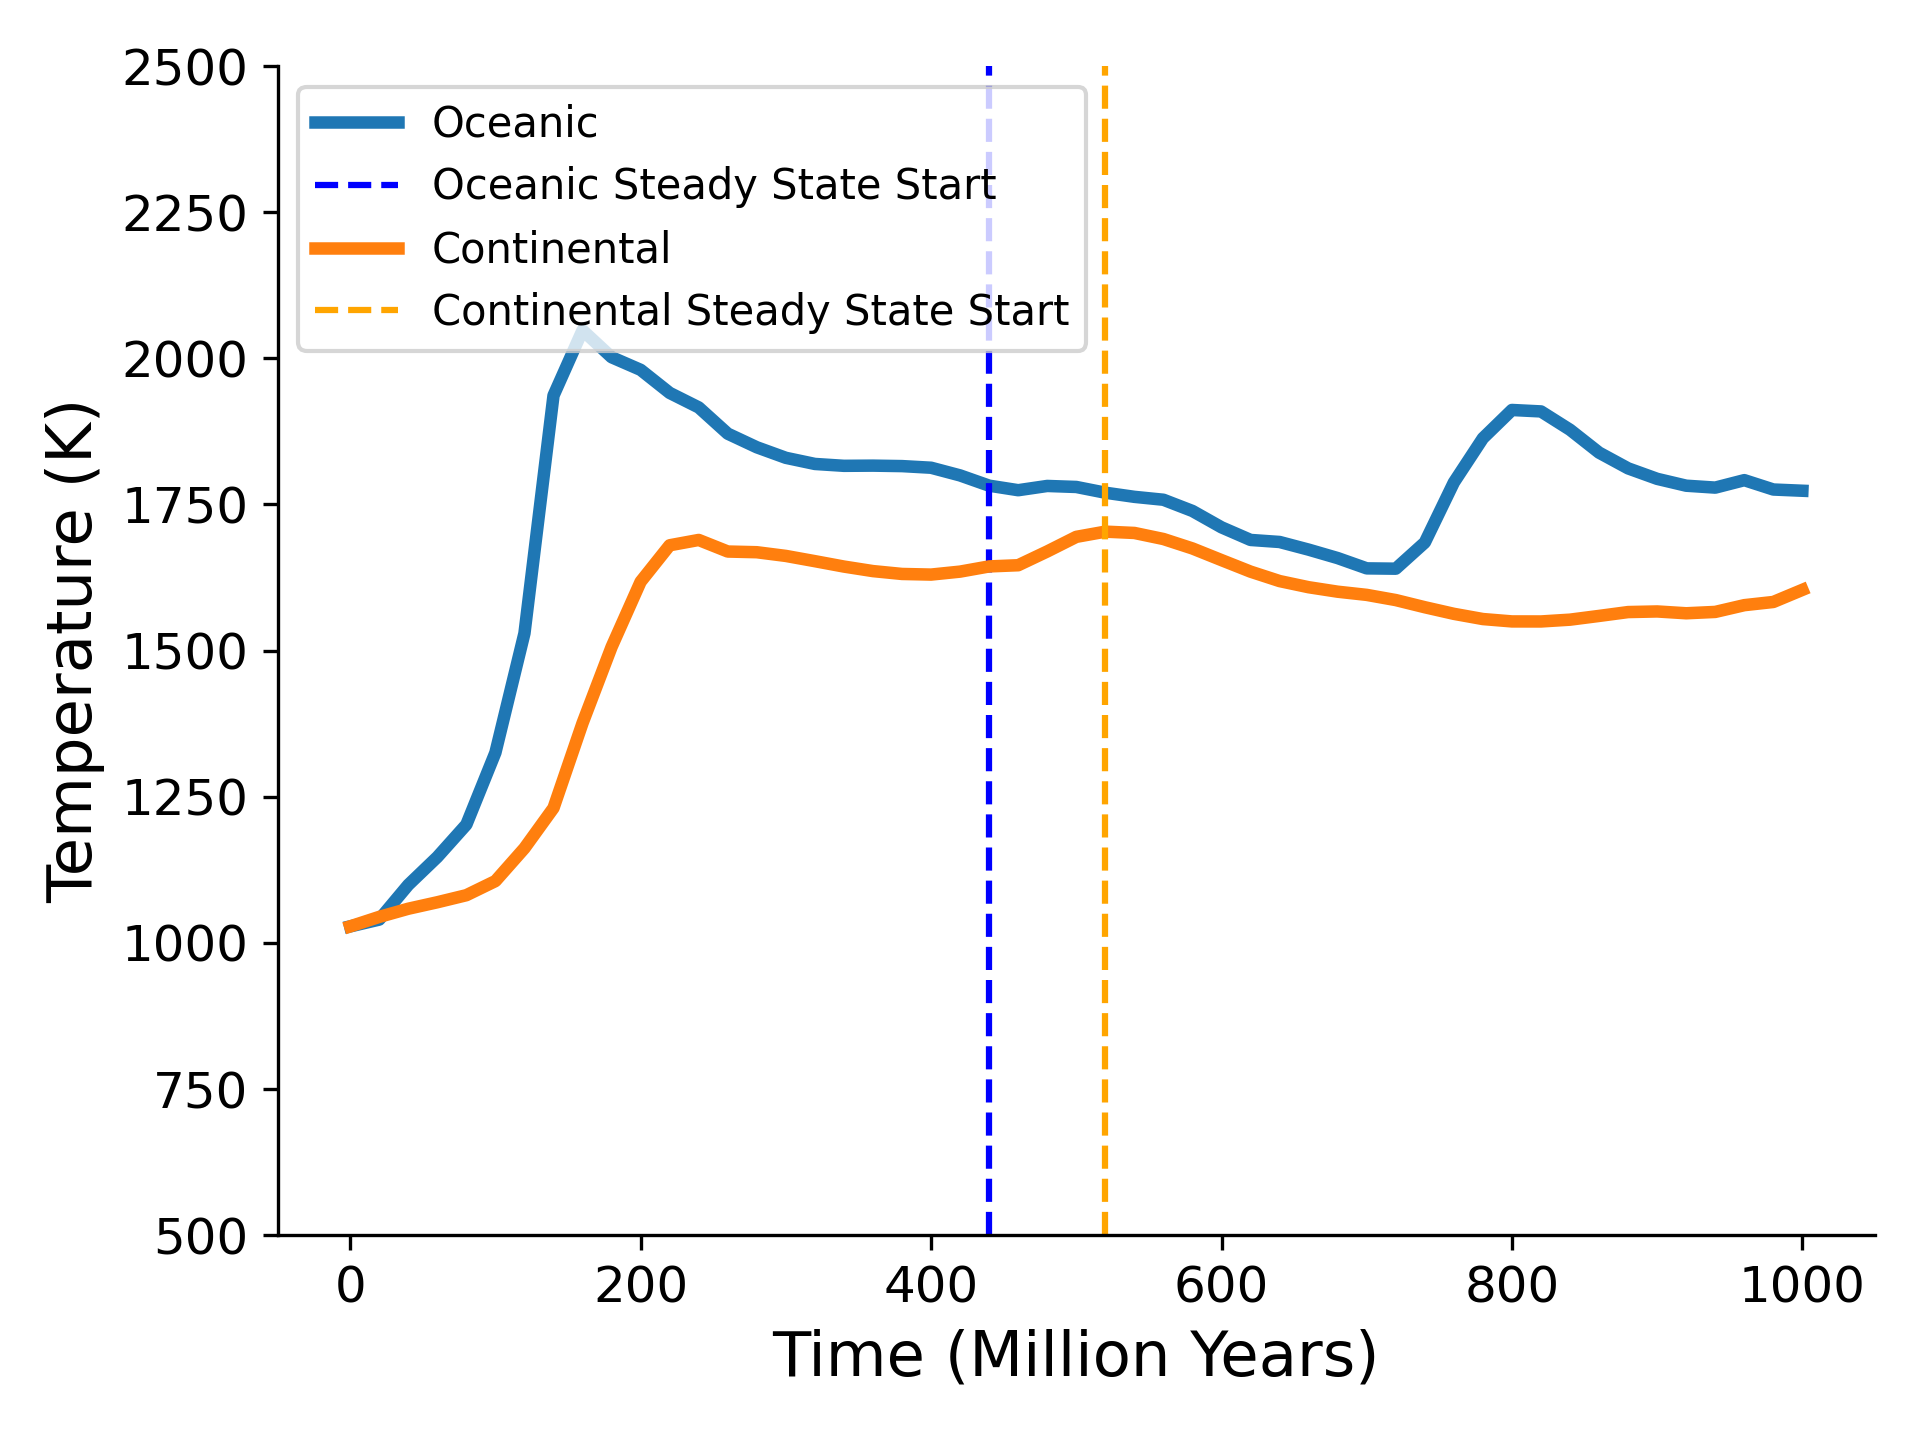 2500
2250
2000
1750
1500
1250
1000
750
500
Temperature (K)
Oceanic
Oceanic Steady State Start
Continental
Continental Steady State Start
0 200 400 600 800 1000
Time (Million Years)